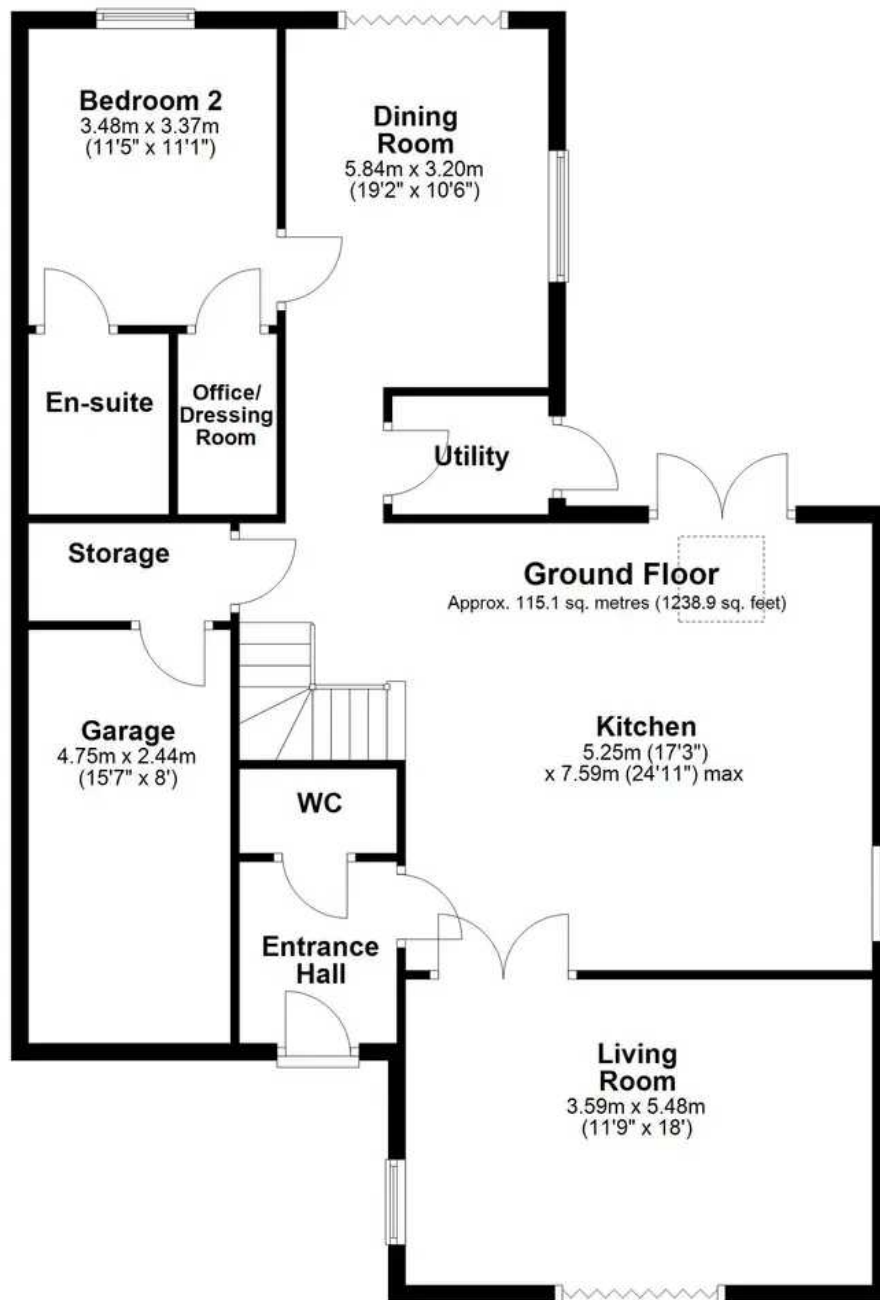 Bedroom 2
3.48m x 3.37m
(11'5" x 11'1")
Dining
Room
5.84m x 3.20m
(19'2" x 10'6")
En-suite
Office/
Dressing
Room
Utility
Storage
Ground Floor
Approx. 115.1 sq. metres (1238.9 sq. feet)
Garage
4.75m x 2.44m
(15'7" x 8')
Kitchen
5.25m (17'3")
x 7.59m (24'11") max
WC
Entrance
Hall
Living
Room
3.59m x 5.48m
(11'9" x 18')